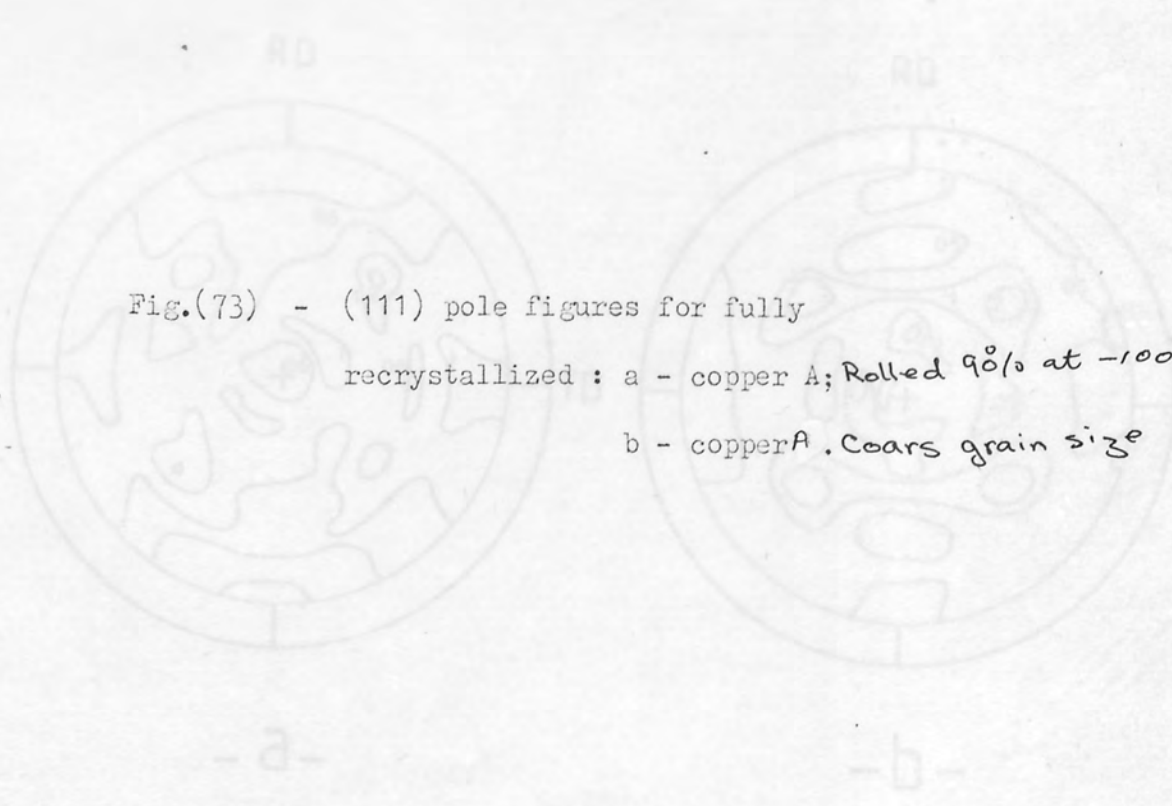 Fig.(73) - (111) pole figures for fully
recrystallized : a - copper A; Rolled 90% at -100
b - copper A . Coars grain size